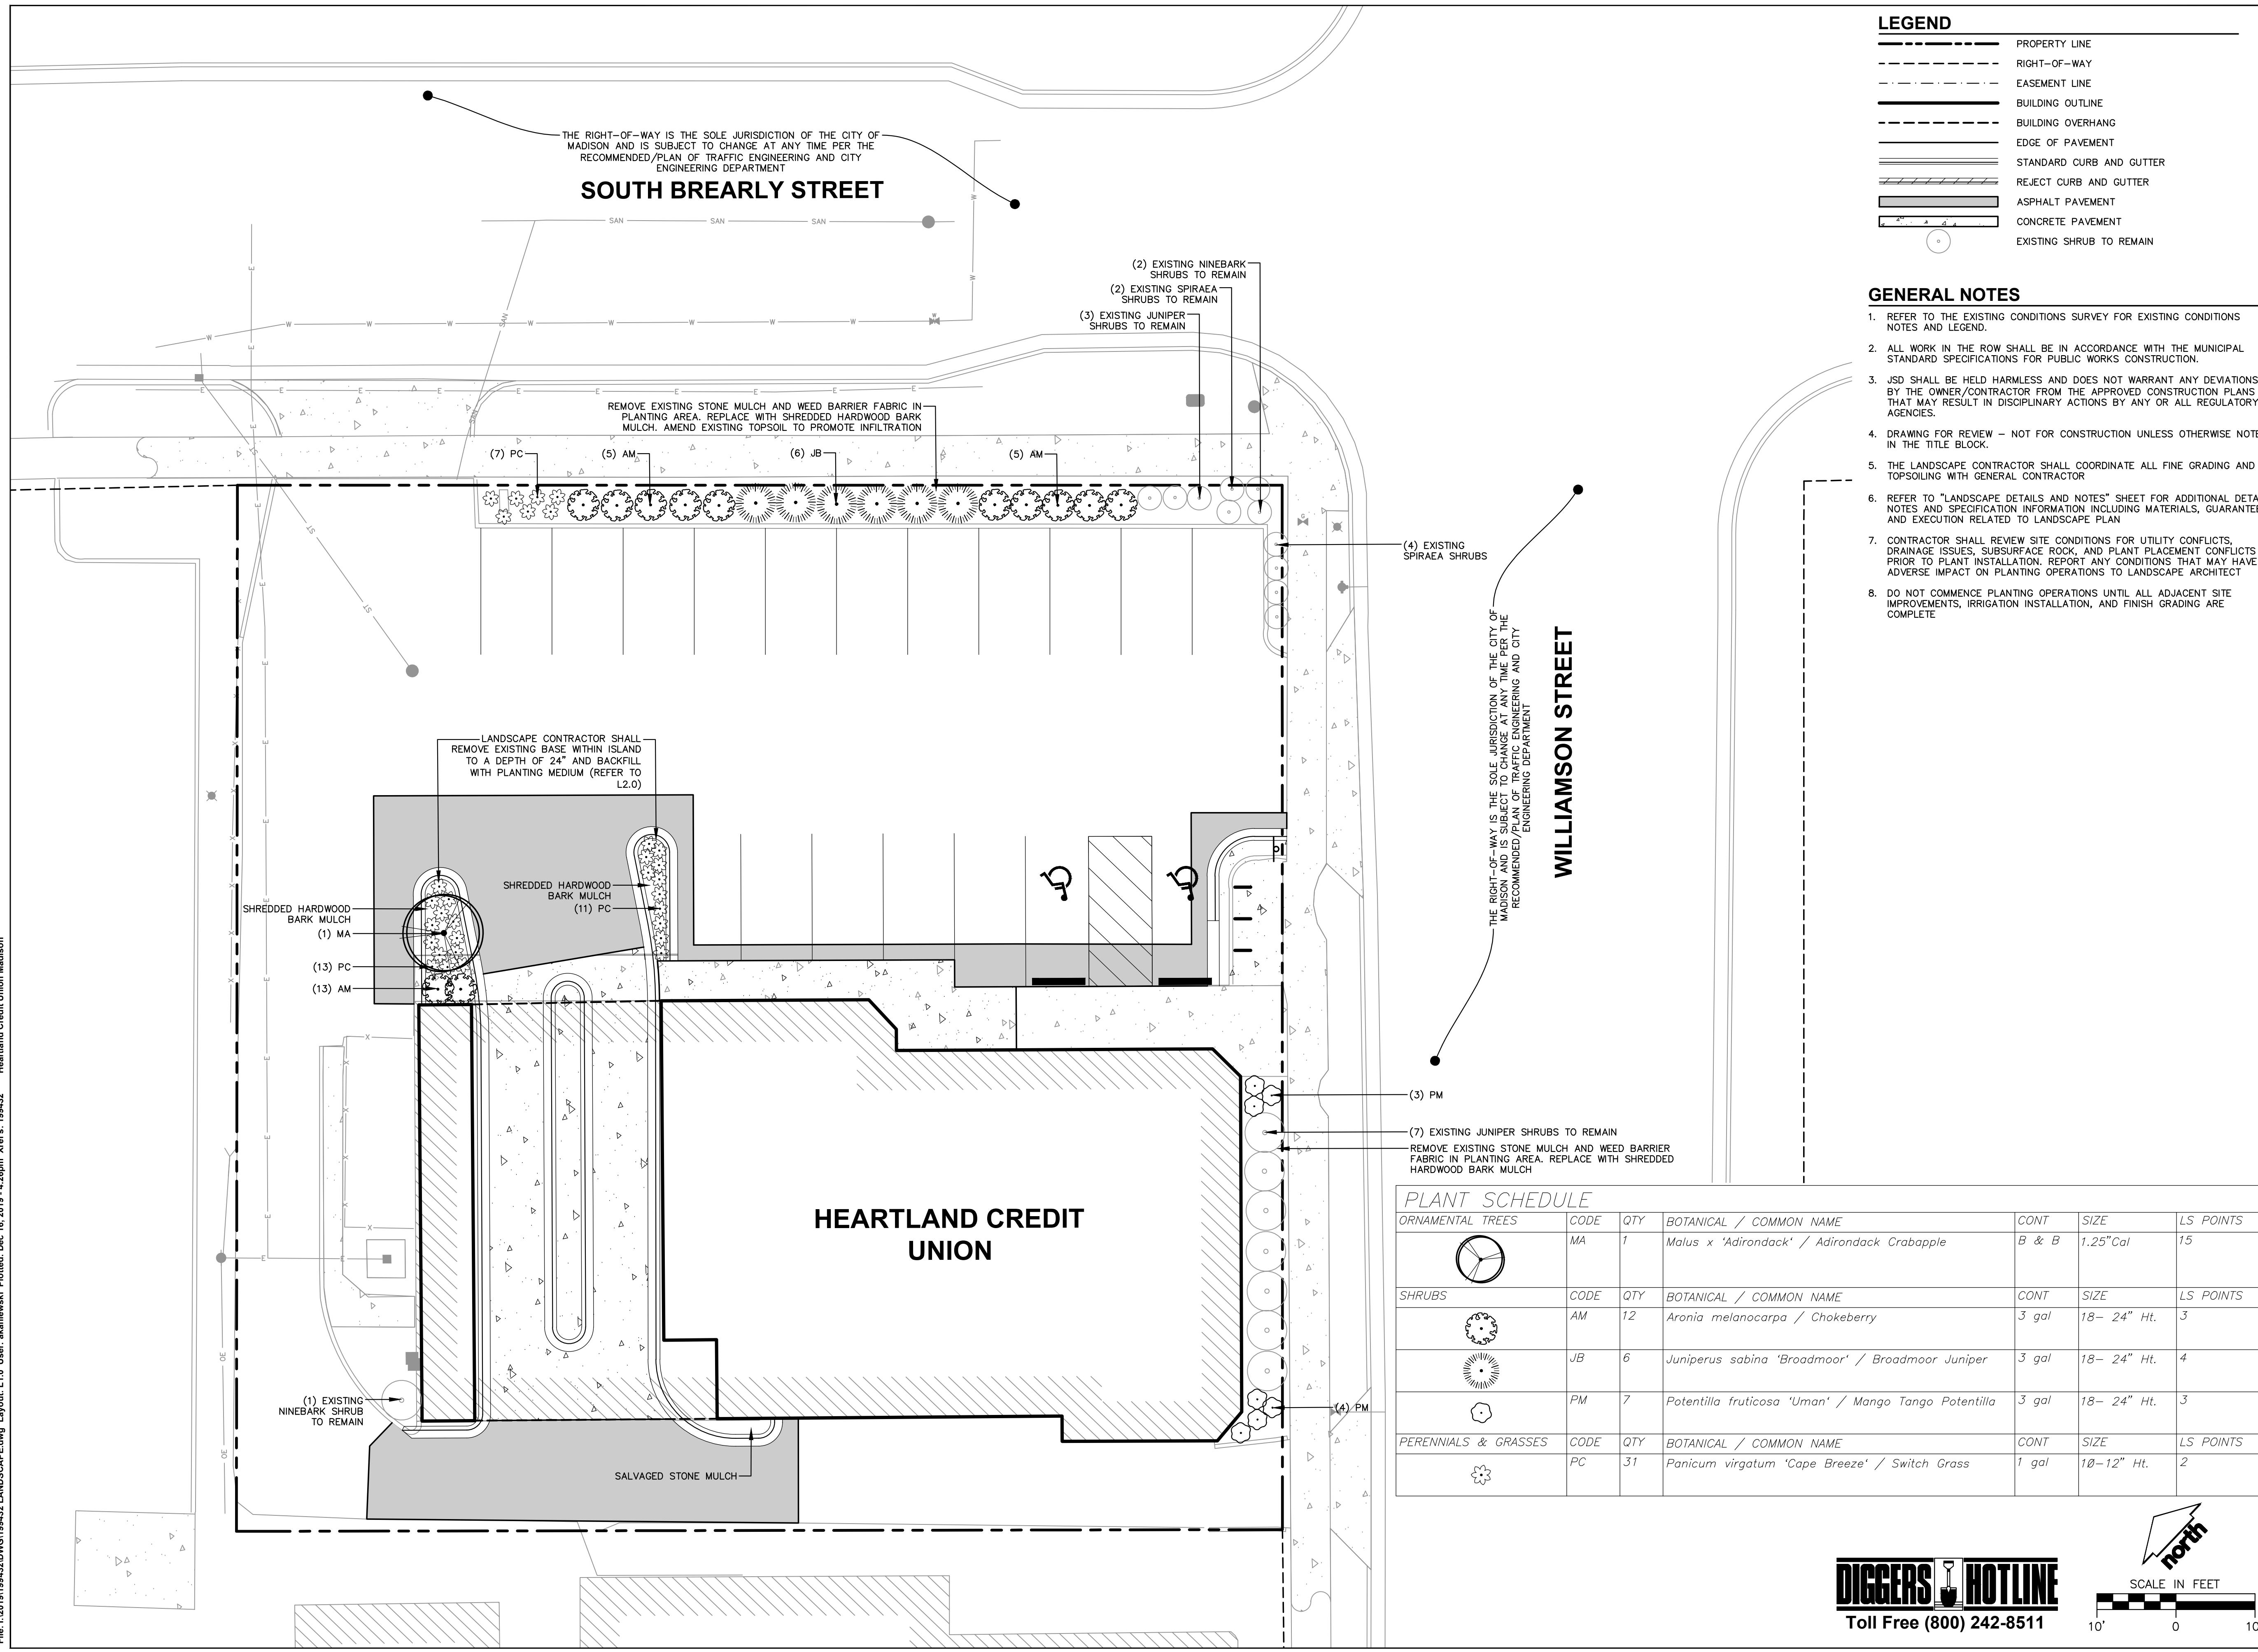 THE RIGHT-OF-WAY IS THE SOLE JURISDICTION OF THE CITY OF
MADISON AND IS SUBJECT TO CHANGE AT ANY TIME PER THE
RECOMMENDED/PLAN OF TRAFFIC ENGINEERING AND CITY
ENGINEERING DEPARTMENT
SOUTH BREARLY STREET
SAN SAN SAN
SAN
SAN
W W W W W W W W W
W
W
W
E E E E E E E E
E
E
E
E
E
E
E
E
E
E
E
E E
ST
ST
ST
X
X
X
X
X
X
X
X
X
X
OE
OE
G
(2) EXISTING NINEBARK
SHRUBS TO REMAIN
(2) EXISTING SPIRAEA
SHRUBS TO REMAIN
(3) EXISTING JUNIPER
SHRUBS TO REMAIN
REMOVE EXISTING STONE MULCH AND WEED BARRIER FABRIC IN
PLANTING AREA. REPLACE WITH SHREDDED HARDWOOD BARK
MULCH. AMEND EXISTING TOPSOIL TO PROMOTE INFILTRATION
(7) PC
(5) AM
(6) JB
(5) AM
(4) EXISTING
SPIRAEA SHRUBS
THE RIGHT-OF-WAY IS THE SOLE JURISDICTION OF THE CITY OF
MADISON AND IS SUBJECT TO CHANGE AT ANY TIME PER THE
RECOMMENDED/PLAN OF TRAFFIC ENGINEERING AND CITY
ENGINEERING DEPARTMENT
WILLIAMSON STREET
LANDSCAPE CONTRACTOR SHALL
REMOVE EXISTING BASE WITHIN ISLAND
TO A DEPTH OF 24" AND BACKFILL
WITH PLANTING MEDIUM (REFER TO
L2.0)
SHREDDED HARDWOOD
BARK MULCH
(11) PC
SHREDDED HARDWOOD
BARK MULCH
(1) MA
(13) PC
(13) AM
(3) PM
(7) EXISTING JUNIPER SHRUBS TO REMAIN
REMOVE EXISTING STONE MULCH AND WEED BARRIER
FABRIC IN PLANTING AREA. REPLACE WITH SHREDDED
HARDWOOD BARK MULCH
HEARTLAND CREDIT
UNION
(1) EXISTING
NINEBARK SHRUB
TO REMAIN
(4) PM
SALVAGED STONE MULCH
LEGEND
PROPERTY LINE
RIGHT-OF-WAY
EASEMENT LINE
BUILDING OUTLINE
BUILDING OVERHANG
EDGE OF PAVEMENT
STANDARD CURB AND GUTTER
REJECT CURB AND GUTTER
ASPHALT PAVEMENT
CONCRETE PAVEMENT
EXISTING SHRUB TO REMAIN
GENERAL NOTES
1. REFER TO THE EXISTING CONDITIONS SURVEY FOR EXISTING CONDITIONS
NOTES AND LEGEND.
2. ALL WORK IN THE ROW SHALL BE IN ACCORDANCE WITH THE MUNICIPAL
STANDARD SPECIFICATIONS FOR PUBLIC WORKS CONSTRUCTION.
3. JSD SHALL BE HELD HARMLESS AND DOES NOT WARRANT ANY DEVIATIONS
BY THE OWNER/CONTRACTOR FROM THE APPROVED CONSTRUCTION PLANS
THAT MAY RESULT IN DISCIPLINARY ACTIONS BY ANY OR ALL REGULATORY
AGENCIES.
4. DRAWING FOR REVIEW - NOT FOR CONSTRUCTION UNLESS OTHERWISE NOTE
IN THE TITLE BLOCK.
5. THE LANDSCAPE CONTRACTOR SHALL COORDINATE ALL FINE GRADING AND
TOPSOILING WITH GENERAL CONTRACTOR
6. REFER TO "LANDSCAPE DETAILS AND NOTES" SHEET FOR ADDITIONAL DETA
NOTES AND SPECIFICATION INFORMATION INCLUDING MATERIALS, GUARANTEE
AND EXECUTION RELATED TO LANDSCAPE PLAN
7. CONTRACTOR SHALL REVIEW SITE CONDITIONS FOR UTILITY CONFLICTS,
DRAINAGE ISSUES, SUBSURFACE ROCK, AND PLANT PLACEMENT CONFLICTS
PRIOR TO PLANT INSTALLATION. REPORT ANY CONDITIONS THAT MAY HAVE
ADVERSE IMPACT ON PLANTING OPERATIONS TO LANDSCAPE ARCHITECT
8. DO NOT COMMENCE PLANTING OPERATIONS UNTIL ALL ADJACENT SITE
IMPROVEMENTS, IRRIGATION INSTALLATION, AND FINISH GRADING ARE
COMPLETE
PLANT SCHEDULE
ORNAMENTAL TREES CODE QTY BOTANICAL / COMMON NAME CONT SIZE LS POINTS
MA 1 Malus x 'Adirondack' / Adirondack Crabapple B & B 1.25"Cal 15
SHRUBS CODE QTY BOTANICAL / COMMON NAME CONT SIZE LS POINTS
AM 12 Aronia melanocarpa / Chokeberry 3 gal 18- 24" Ht. 3
JB 6 Juniperus sabina 'Broadmoor' / Broadmoor Juniper 3 gal 18- 24" Ht. 4
PM 7 Potentilla fruticosa 'Uman' / Mango Tango Potentilla 3 gal 18- 24" Ht. 3
PERENNIALS & GRASSES CODE QTY BOTANICAL / COMMON NAME CONT SIZE LS POINTS
PC 31 Panicum virgatum 'Cape Breeze' / Switch Grass 1 gal 10-12" Ht. 2
DIGGERS HOTLINE
Toll Free (800) 242-8511
north
SCALE IN FEET
10' 0 10